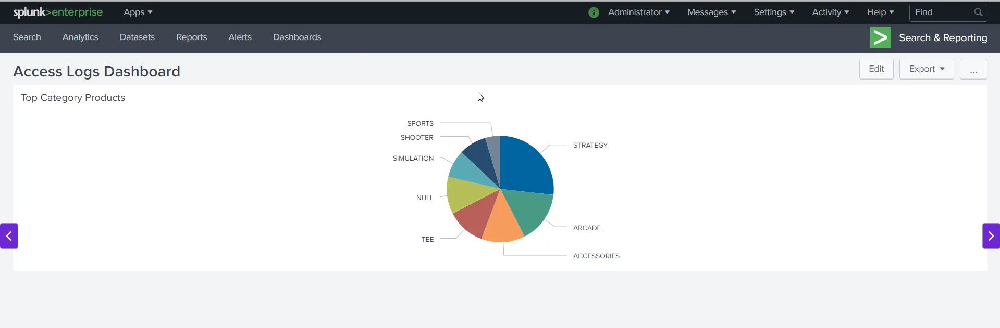 splunk>enterprise Apps Administrator Messages Settings Activity Help Find
Search Analytics Datasets Reports Alerts Dashboards Search & Reporting
Access Logs Dashboard Edit Export ...
Top Category Products
SPORTS
SHOOTER
STRATEGY
SIMULATION
NULL
ARCADE
TEE
ACCESSORIES